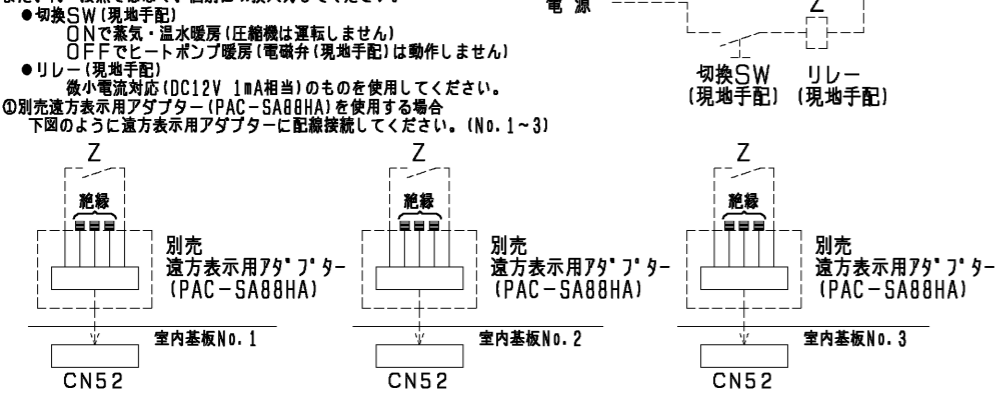 電 源
Z
●切換SW(現地手配)
ONで蒸気・温水暖房(圧縮機は運転しません)
OFFでヒートポンプ暖房(電磁弁(現地手配)は動作しません)
●リレー(現地手配)
微小電流対応(DC12V 1mA相当)のものを使用してください。
切換SW リレー
(現地手配) (現地手配)
①別売遠方表示用アダプター(PAC-SA88HA)を使用する場合
下図のように遠方表示用アダプターに配線接続してください。(No.1~3)
Z
絶縁
別売
遠方表示用アダプター
(PAC-SA88HA)
室内基板No.1
CN52
Z
絶縁
別売
遠方表示用アダプター
(PAC-SA88HA)
室内基板No.2
CN52
Z
絶縁
別売
遠方表示用アダプター
(PAC-SA88HA)
室内基板No.3
CN52